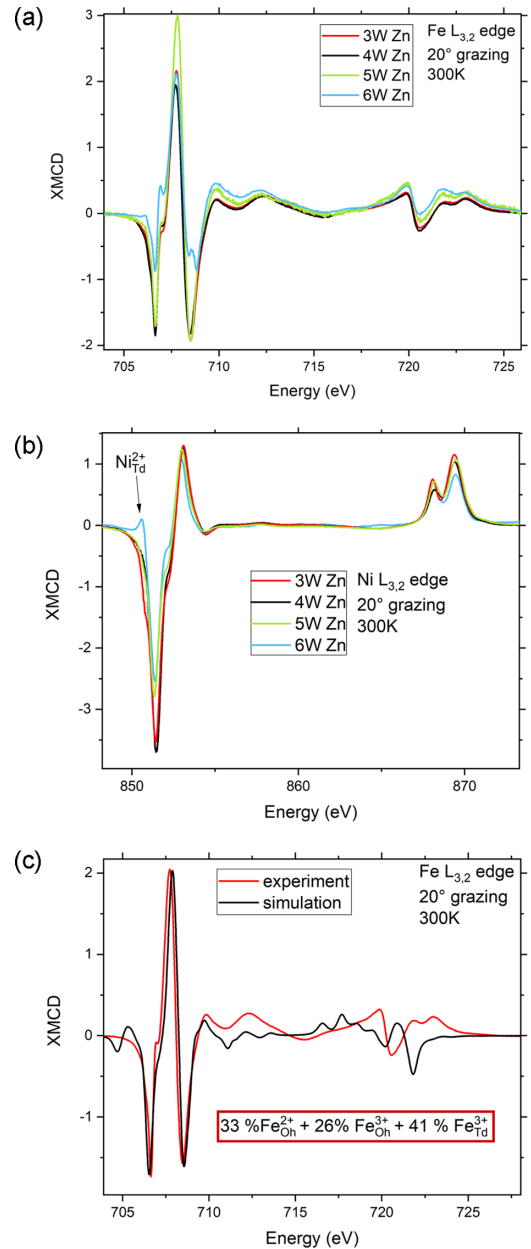 (a)
3
2
1
0
-1
-2
XMCD
3W Zn
4W Zn
5W Zn
6W Zn
Fe L3,2 edge
20° grazing
300K
705 710 715 720 725
Energy (eV)
(b)
1
0
-1
-2
-3
XMCD
Ni2+Td
3W Zn
4W Zn
5W Zn
6W Zn
Ni L3,2 edge
20° grazing
300K
850 860 870
Energy (eV)
(c)
2
1
0
-1
XMCD
experiment
simulation
Fe L3,2 edge
20° grazing
300K
33 %Fe2+Oh + 26% Fe3+Oh + 41 % Fe3+Td
705 710 715 720 725
Energy (eV)